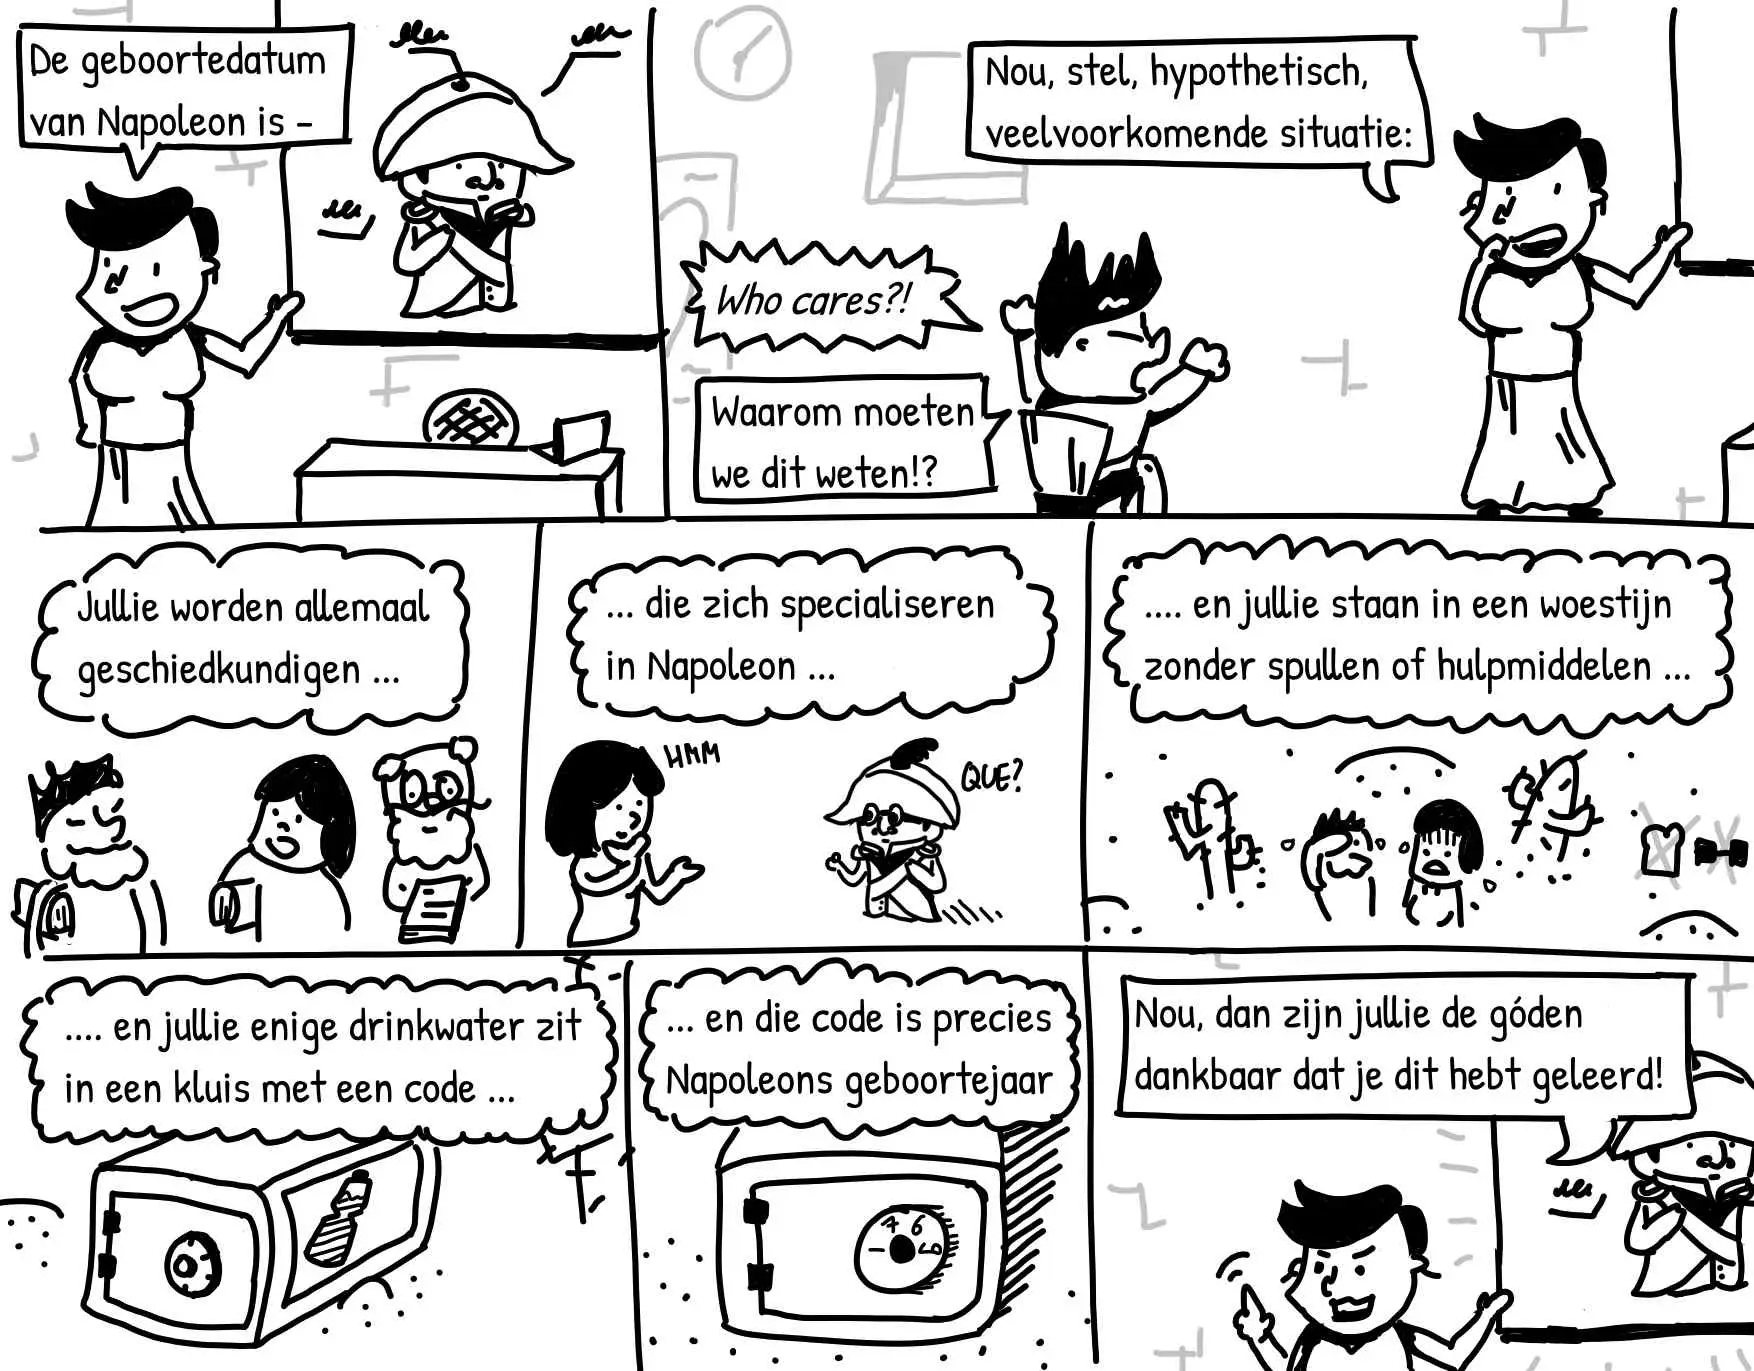 De geboortedatum
van Napoleon is –
Nou, stel, hypothetisch,
veelvoorkomende situatie:
Who cares?!
Waarom moeten
we dit weten!?
Jullie worden allemaal
geschiedkundigen ...
... die zich specialiseren
in Napoleon ...
HMM
QUE?
.... en jullie staan in een woestijn
zonder spullen of hulpmiddelen ...
.... en jullie enige drinkwater zit
in een kluis met een code ...
... en die code is precies
Napoleons geboortejaar
7 6
Nou, dan zijn jullie de góden
dankbaar dat je dit hebt geleerd!